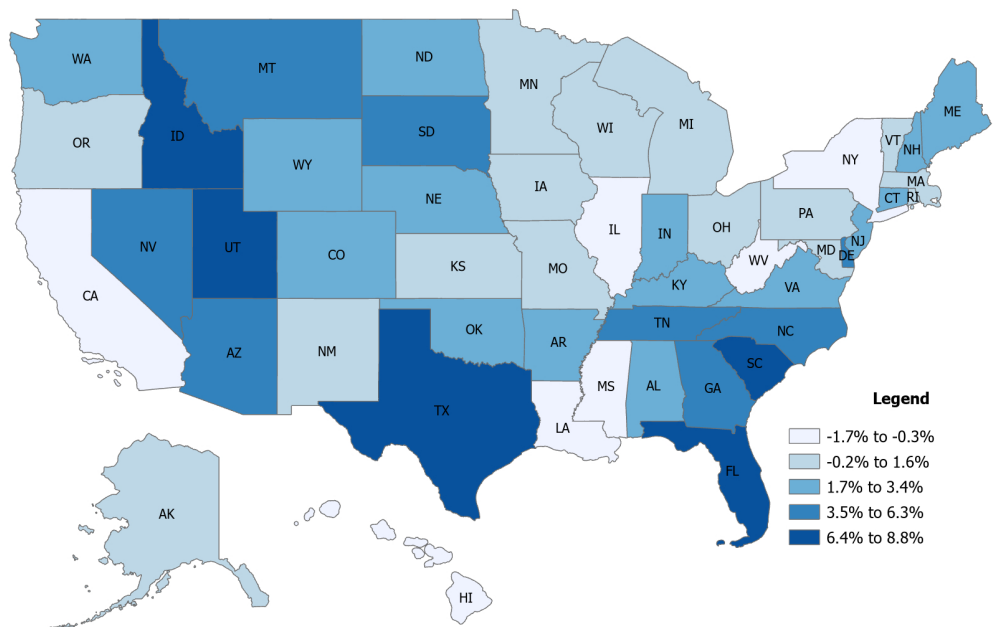 WA
MT
ND
MN
ME
OR
ID
SD
WI
MI
VT
NH
NY
WY
MA
IA
NE
CT
RI
PA
NV
UT
CO
IL
IN
OH
NJ
MD
DE
KS
MO
WV
KY
VA
CA
AZ
NM
OK
AR
TN
NC
SC
TX
MS
AL
GA
LA
FL
AK
HI
Legend
-1.7% to -0.3%
-0.2% to 1.6%
1.7% to 3.4%
3.5% to 6.3%
6.4% to 8.8%